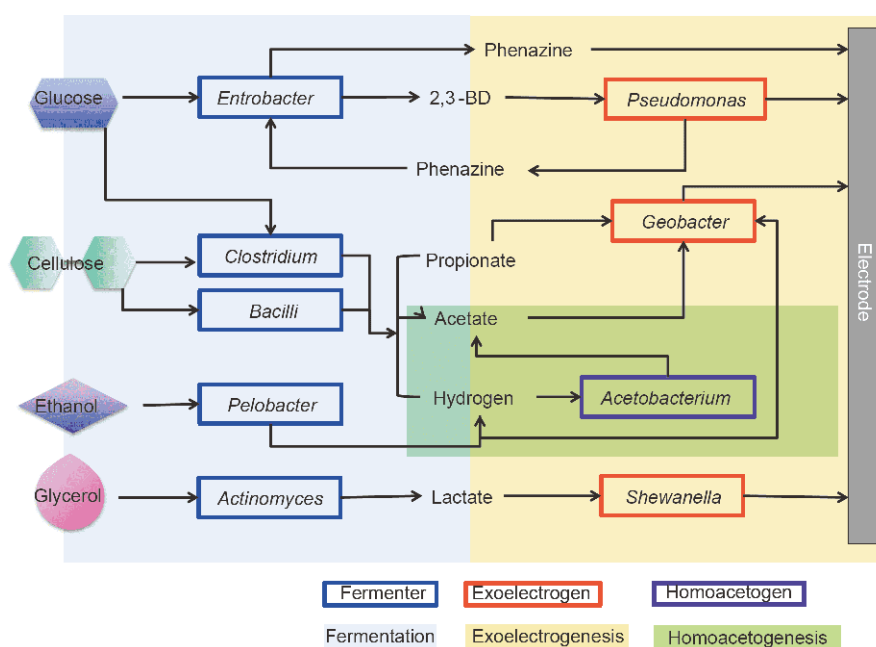 Phenazine
Glucose
Entrobacter
2,3-BD
Pseudomonas
Phenazine
Geobacter
Clostridium
Cellulose
Propionate
Electrode
Bacilli
Acetate
Ethanol
Pelobacter
Hydrogen
Acetobacterium
Glycerol
Actinomyces
Lactate
Shewanella
Fermenter
Exoelectrogen
Homoacetogen
Fermentation
Exoelectrogenesis
Homoacetogenesis